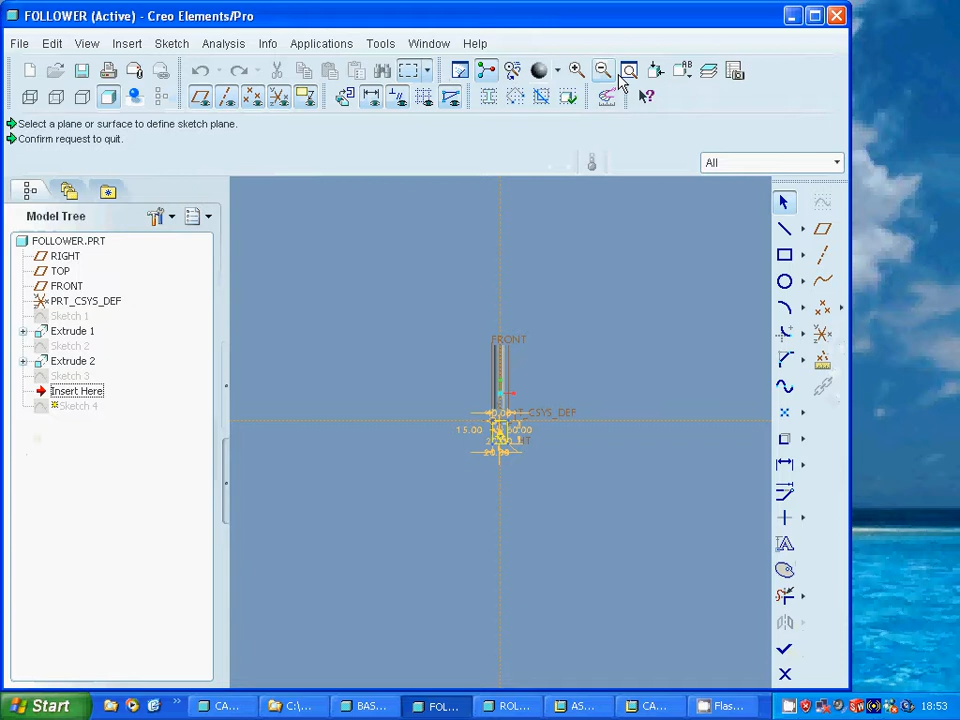 FOLLOWER (Active) - Creo Elements/Pro
File Edit View Insert Sketch Analysis Info Applications Tools Window Help
Select a plane or surface to define sketch plane.
Confirm request to quit.
All
Model Tree
FOLLOWER.PRT
RIGHT
TOP
FRONT
PRT_CSYS_DEF
Sketch 1
Extrude 1
Sketch 2
Extrude 2
Sketch 3
Insert Here
Sketch 4
FRONT
T_CSYS_DEF
15.00
Start
CA...
C:\...
BAS...
FOL...
ROL...
AS...
CA...
Flas...
18:53